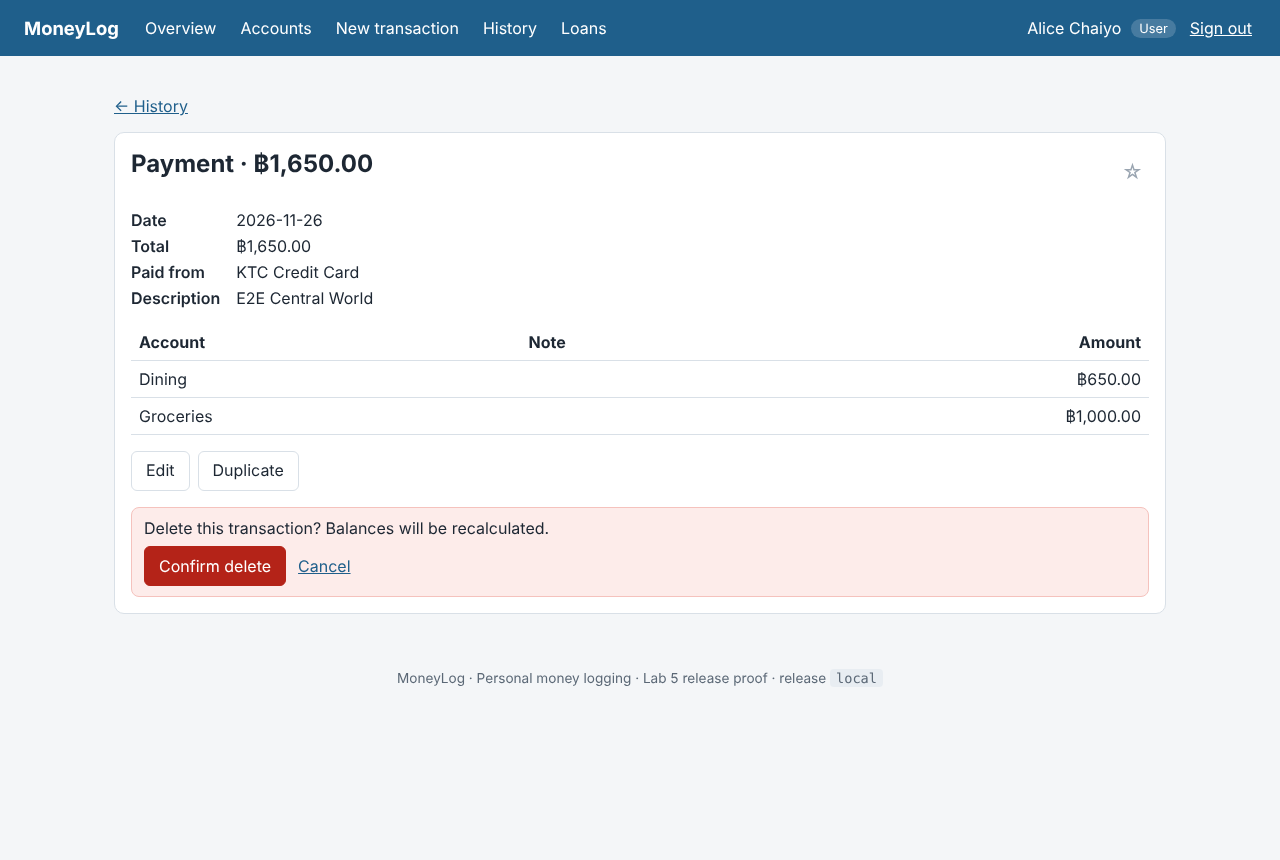 MoneyLog Overview Accounts New transaction History Loans Alice Chaiyo User Sign out
← History
Payment · ฿1,650.00 ☆
Date 2026-11-26
Total ฿1,650.00
Paid from KTC Credit Card
Description E2E Central World
Account Note Amount
Dining ฿650.00
Groceries ฿1,000.00
Edit Duplicate
Delete this transaction? Balances will be recalculated.
Confirm delete Cancel
MoneyLog · Personal money logging · Lab 5 release proof · release local